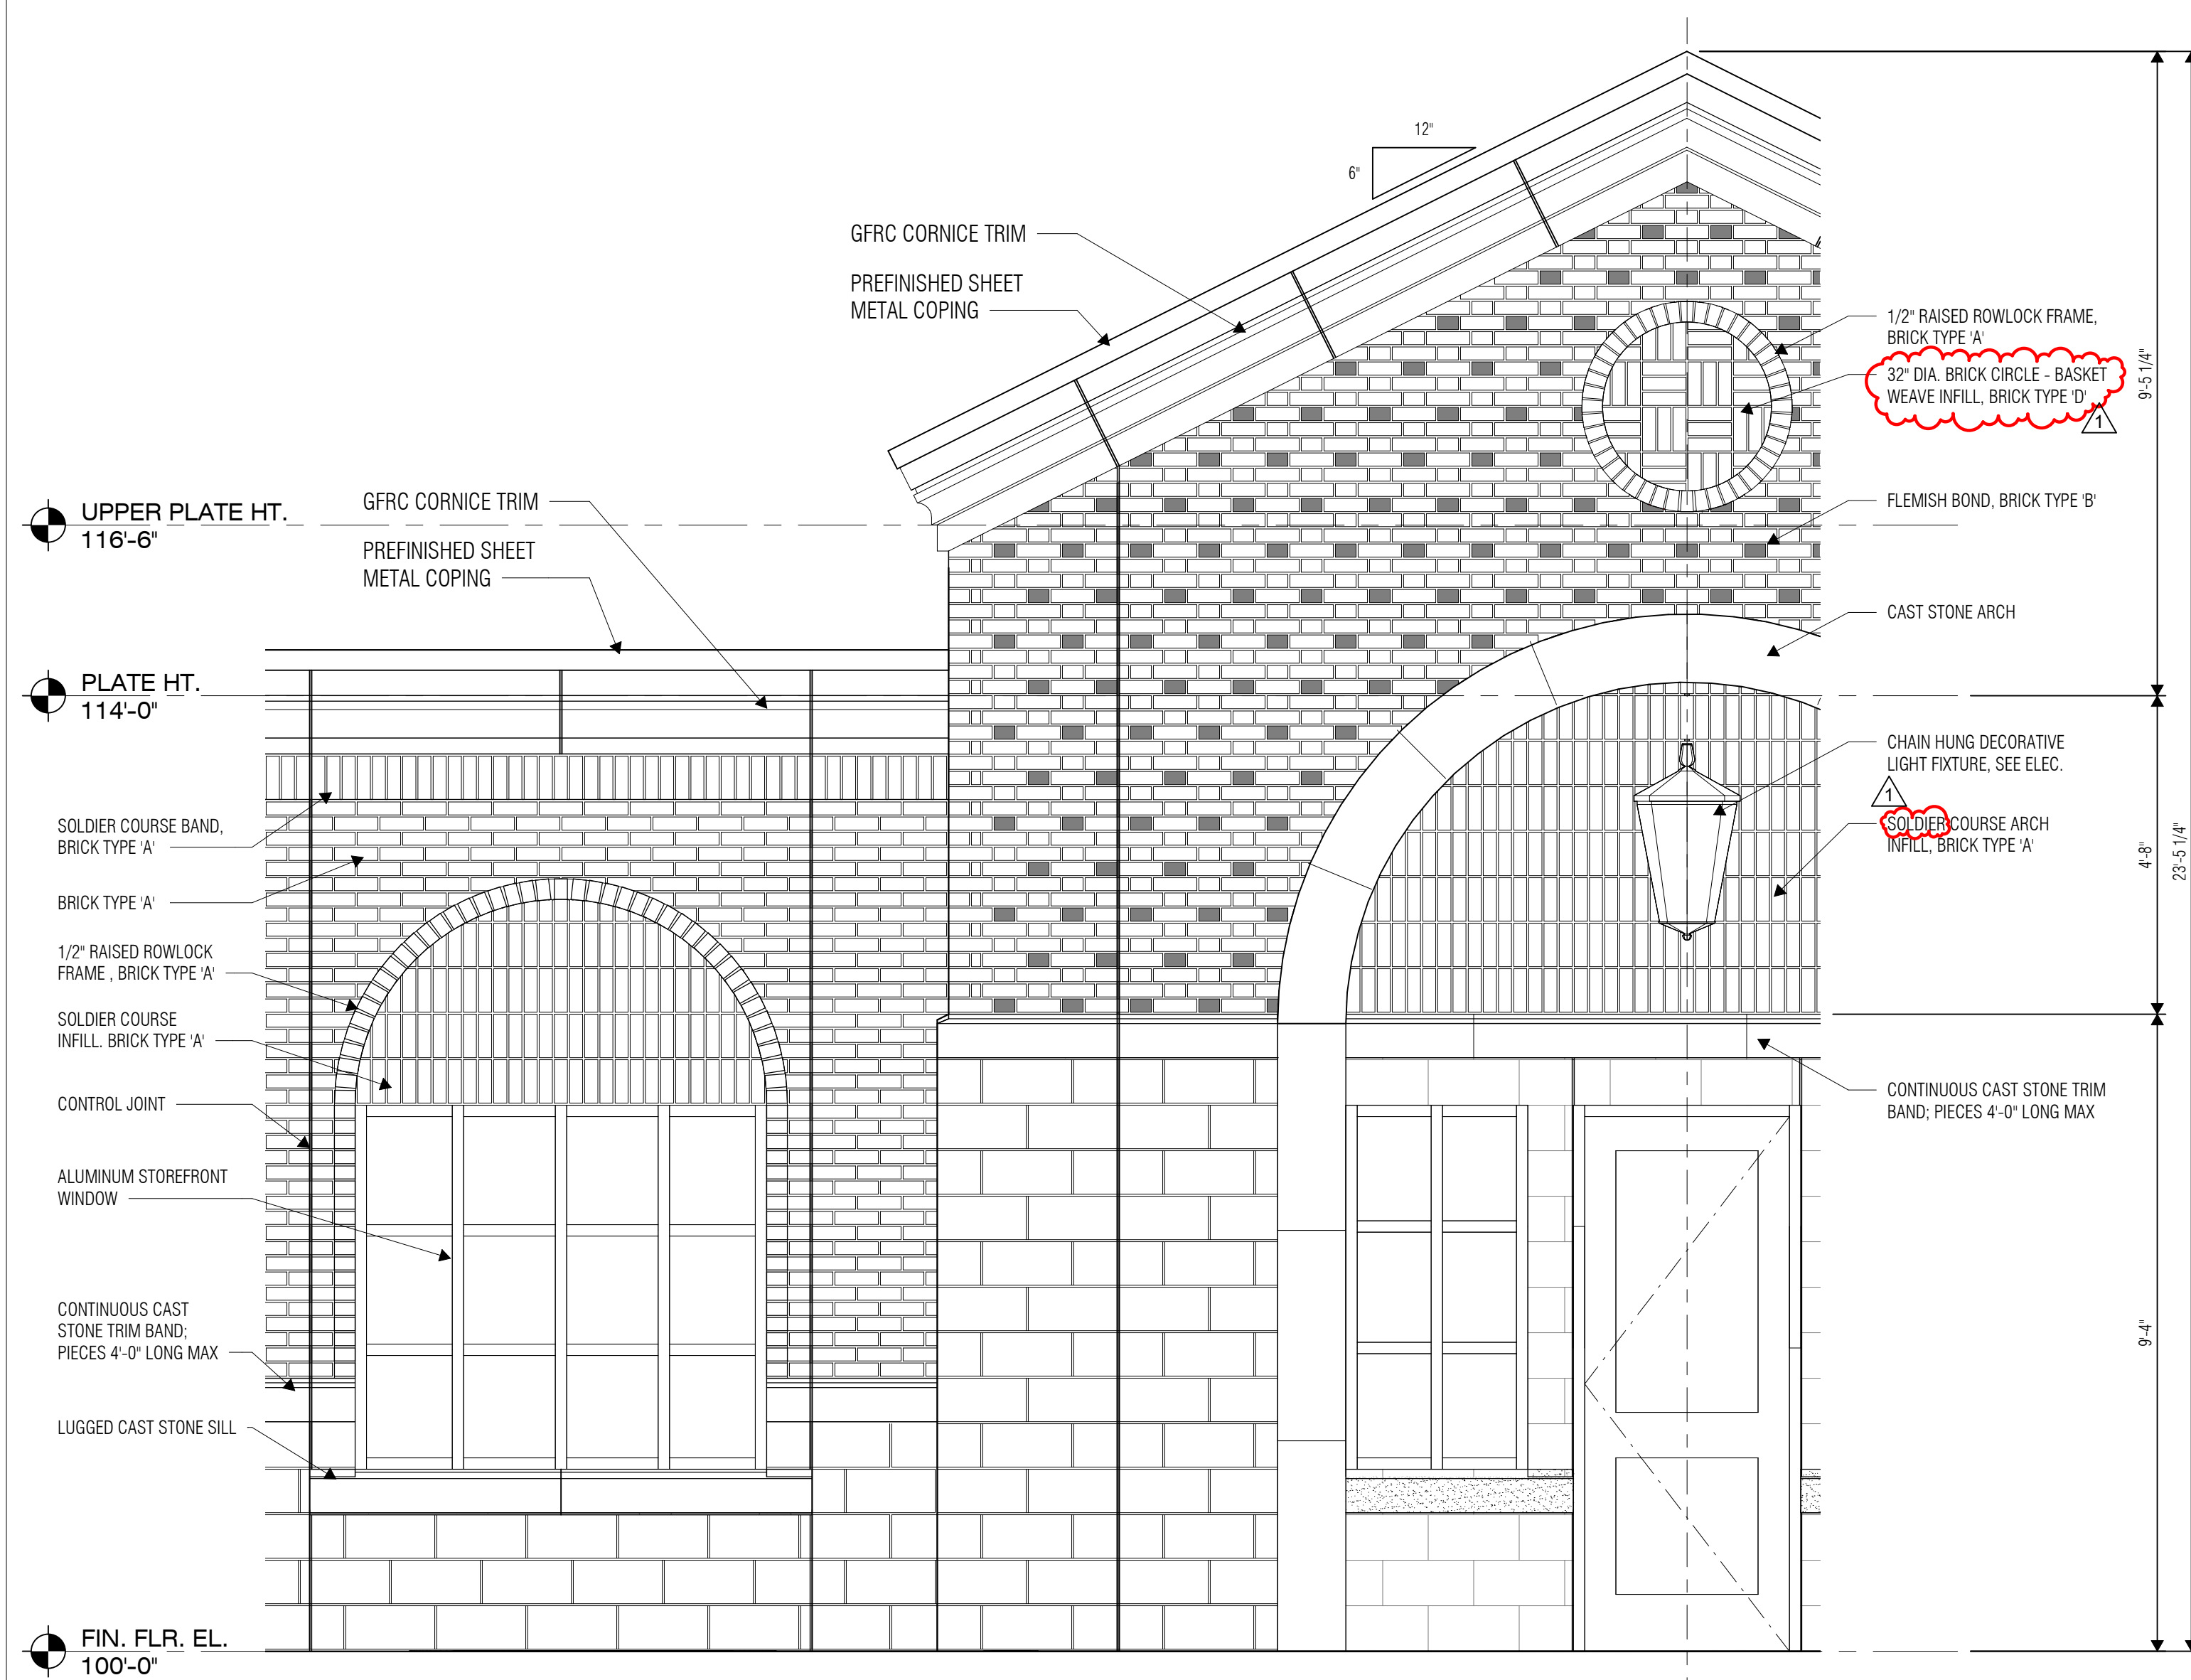 12"
6"
GFRC CORNICE TRIM
PREFINISHED SHEET
METAL COPING
1/2" RAISED ROWLOCK FRAME,
BRICK TYPE 'A'
32" DIA. BRICK CIRCLE - BASKET
WEAVE INFILL, BRICK TYPE 'D'
1
9'-5 1/4"
UPPER PLATE HT.
116'-6"
GFRC CORNICE TRIM
PREFINISHED SHEET
METAL COPING
FLEMISH BOND, BRICK TYPE 'B'
CAST STONE ARCH
PLATE HT.
114'-0"
CHAIN HUNG DECORATIVE
LIGHT FIXTURE, SEE ELEC.
1
SOLDIER COURSE ARCH
INFILL, BRICK TYPE 'A'
4'-8"
23'-5 1/4"
SOLDIER COURSE BAND,
BRICK TYPE 'A'
BRICK TYPE 'A'
1/2" RAISED ROWLOCK
FRAME , BRICK TYPE 'A'
SOLDIER COURSE
INFILL. BRICK TYPE 'A'
CONTROL JOINT
CONTINUOUS CAST STONE TRIM
BAND; PIECES 4'-0" LONG MAX
ALUMINUM STOREFRONT
WINDOW
CONTINUOUS CAST
STONE TRIM BAND;
PIECES 4'-0" LONG MAX
9'-4"
LUGGED CAST STONE SILL
FIN. FLR. EL.
100'-0"